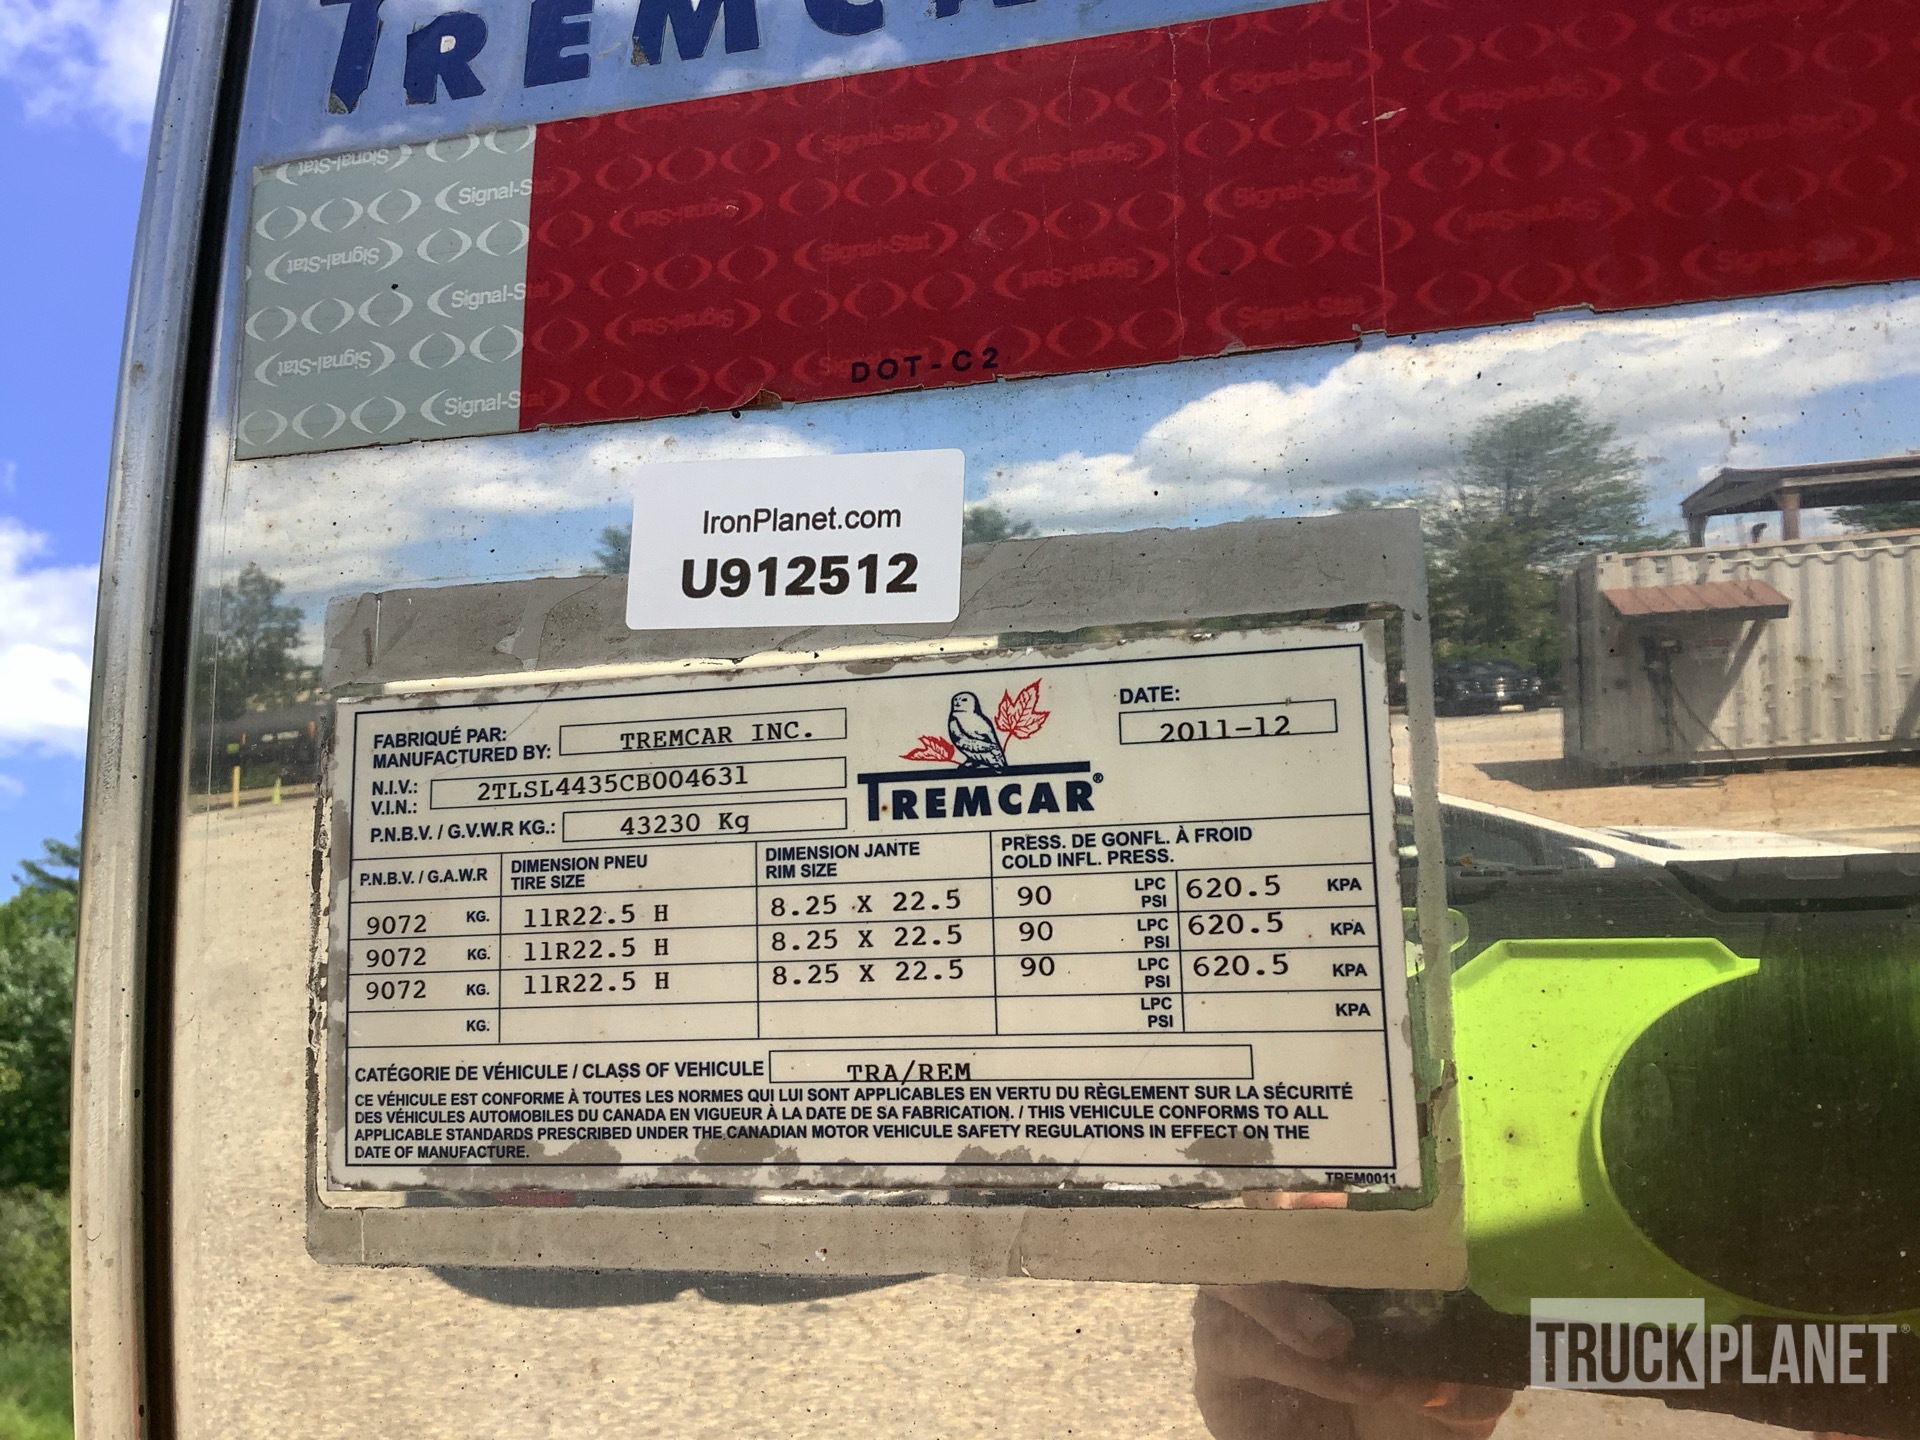 TREMCA
Signal-Stat
DOT-C2
IronPlanet.com
U912512
FABRIQUÉ PAR:
MANUFACTURED BY: TREMCAR INC.
N.I.V.:
V.I.N.: 2TLSL4435CB004631
P.N.B.V. / G.V.W.R KG.: 43230 Kg
TREMCAR®
DATE:
2011-12
P.N.B.V. / G.A.W.R DIMENSION PNEU TIRE SIZE DIMENSION JANTE RIM SIZE PRESS. DE GONFL. À FROID COLD INFL. PRESS.
9072 KG. 11R22.5 H 8.25 X 22.5 90 LPC PSI 620.5 KPA
9072 KG. 11R22.5 H 8.25 X 22.5 90 LPC PSI 620.5 KPA
9072 KG. 11R22.5 H 8.25 X 22.5 90 LPC PSI 620.5 KPA
KG. LPC PSI KPA
CATÉGORIE DE VÉHICULE / CLASS OF VEHICULE TRA/REM
CE VÉHICULE EST CONFORME À TOUTES LES NORMES QUI LUI SONT APPLICABLES EN VERTU DU RÈGLEMENT SUR LA SÉCURITÉ
DES VÉHICULES AUTOMOBILES DU CANADA EN VIGUEUR À LA DATE DE SA FABRICATION. / THIS VEHICULE CONFORMS TO ALL
APPLICABLE STANDARDS PRESCRIBED UNDER THE CANADIAN MOTOR VEHICULE SAFETY REGULATIONS IN EFFECT ON THE
DATE OF MANUFACTURE.
TREM0011
TRUCKPLANET®